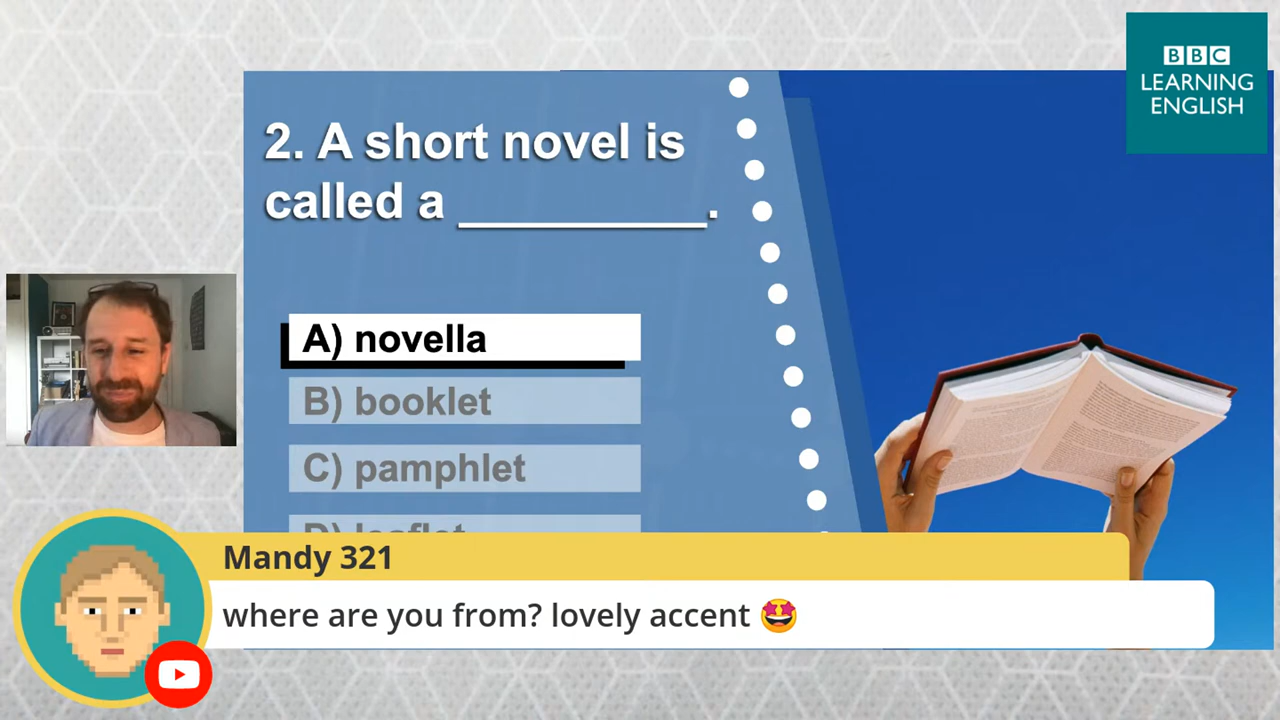 BBC
LEARNING
ENGLISH
2. A short novel is
called a __________.
A) novella
B) booklet
C) pamphlet
D) leaflet
Mandy 321
where are you from? lovely accent 🤩